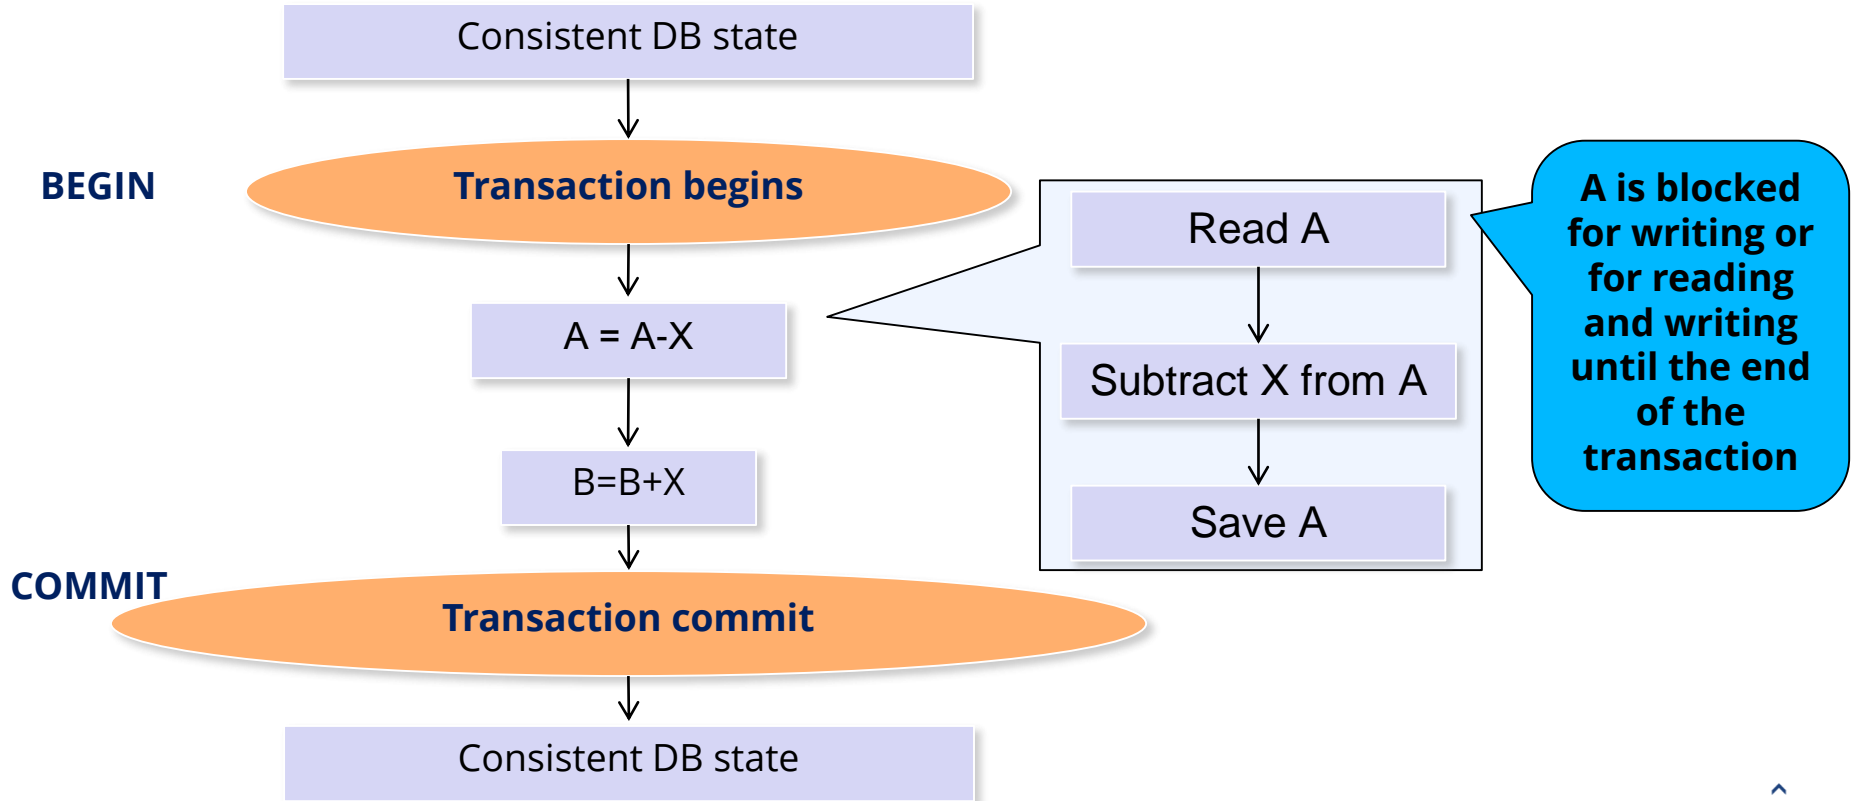 Consistent DB state
BEGIN
Transaction begins
A = A-X
B=B+X
COMMIT
Transaction commit
Consistent DB state
Read A
Subtract X from A
Save A
A is blocked
for writing or
for reading
and writing
until the end
of the
transaction